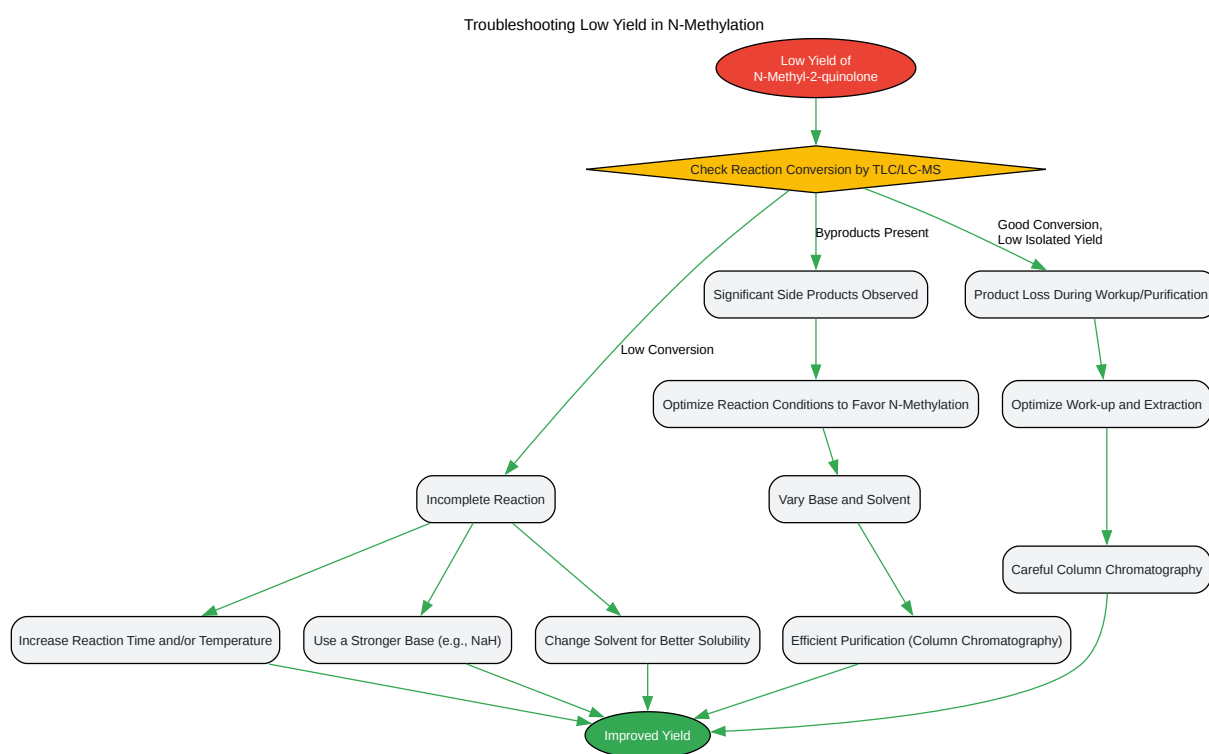 Troubleshooting Low Yield in N-Methylation
Low Yield of
N-Methyl-2-quinolone
Check Reaction Conversion by TLC/LC-MS
Good Conversion,
Low Isolated Yield
Byproducts Present
Significant Side Products Observed
Product Loss During Workup/Purification
Low Conversion
Optimize Reaction Conditions to Favor N-Methylation
Optimize Work-up and Extraction
Incomplete Reaction
Vary Base and Solvent
Careful Column Chromatography
Increase Reaction Time and/or Temperature
Use a Stronger Base (e.g., NaH)
Change Solvent for Better Solubility
Efficient Purification (Column Chromatography)
Improved Yield